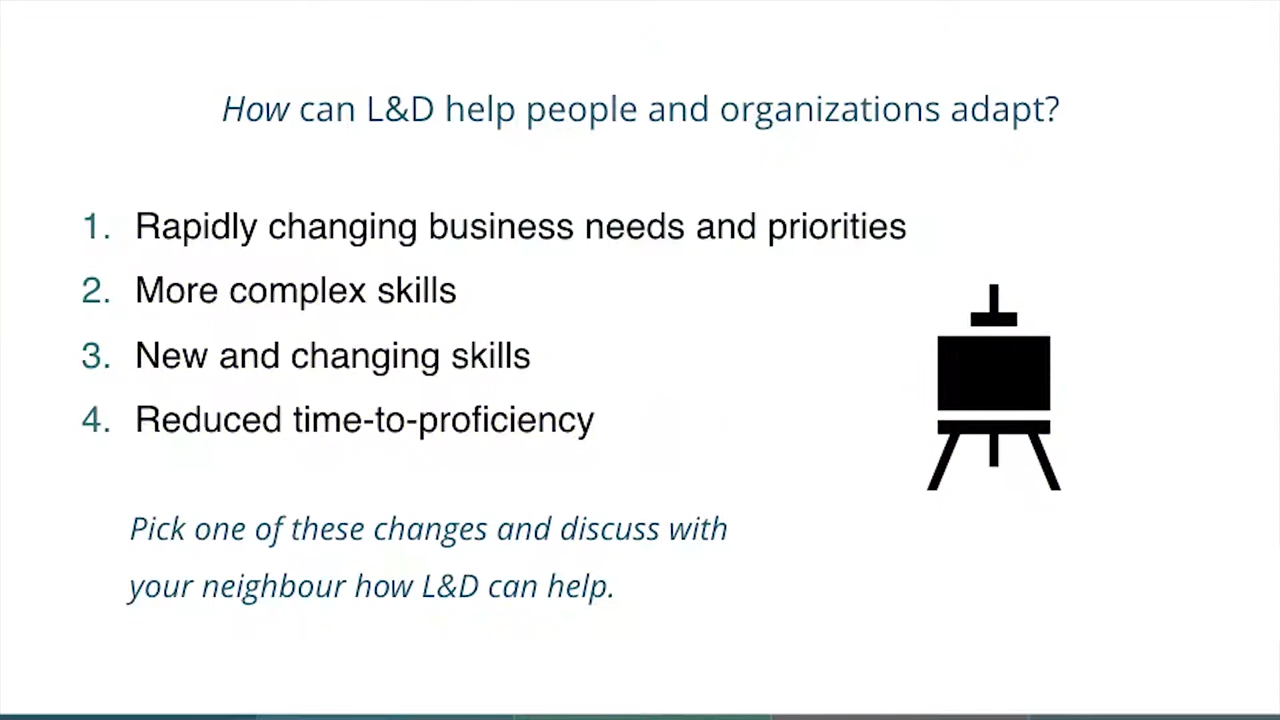 How can L&D help people and organizations adapt?
1. Rapidly changing business needs and priorities
2. More complex skills
3. New and changing skills
4. Reduced time-to-proficiency
Pick one of these changes and discuss with
your neighbour how L&D can help.